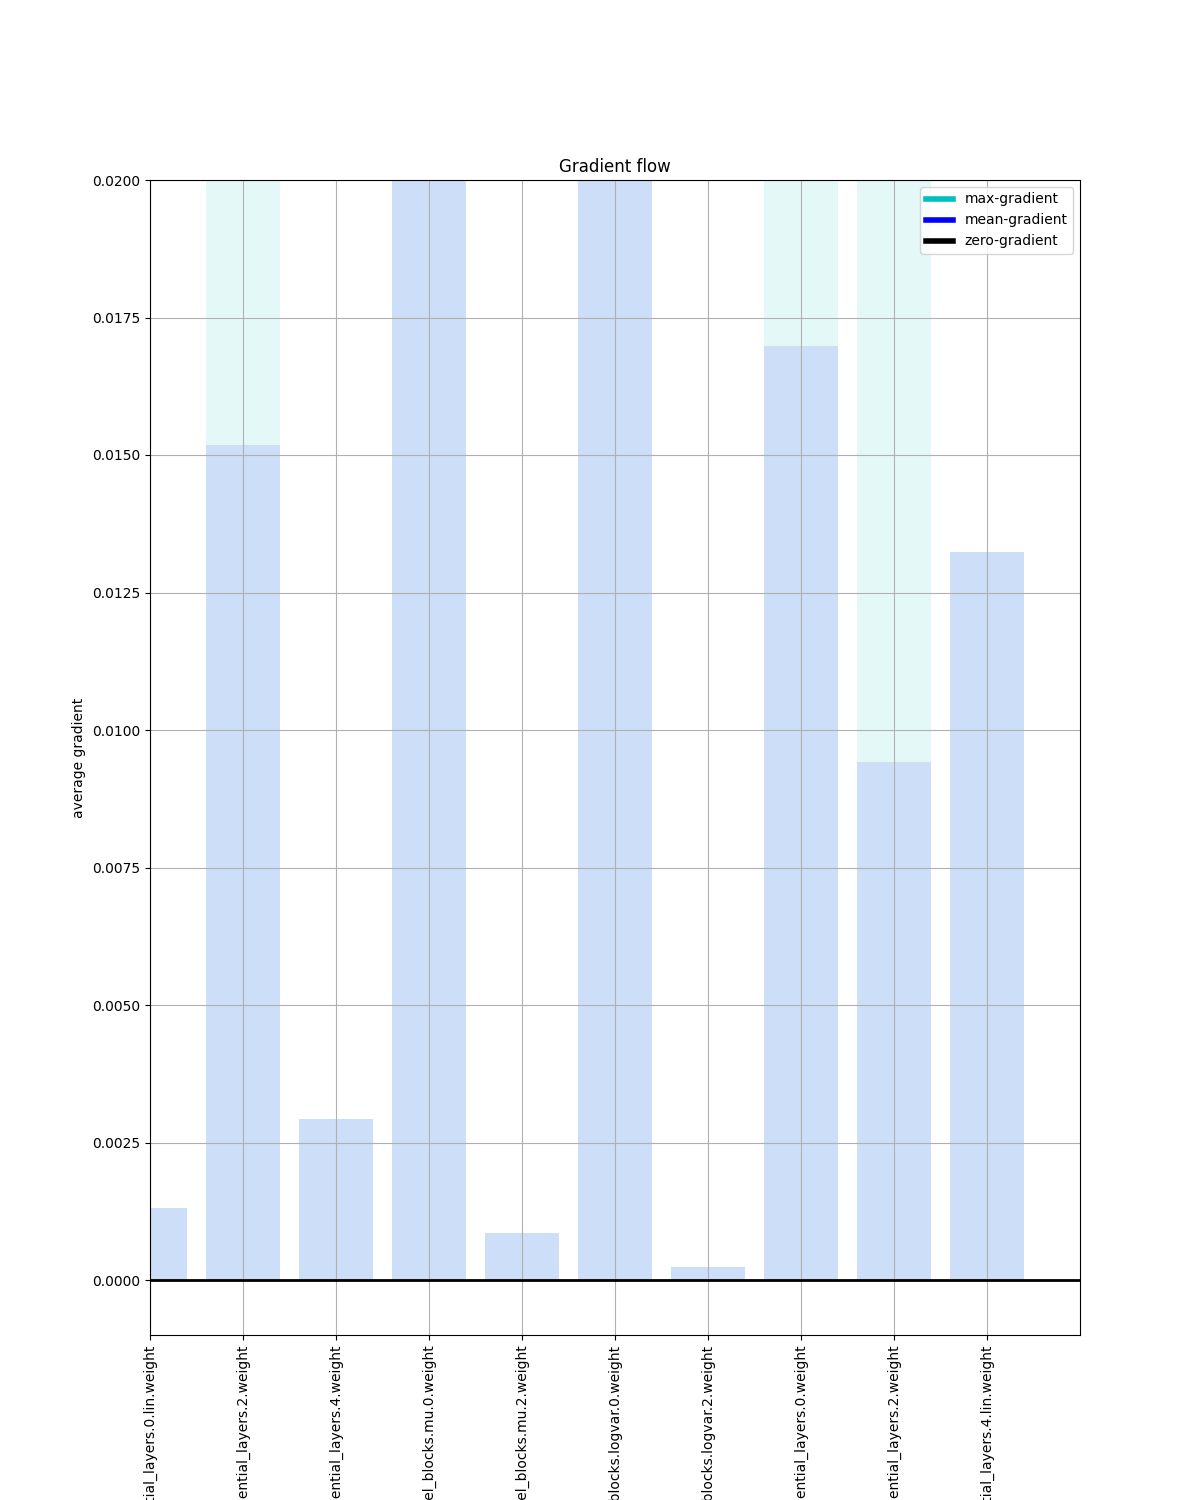 Gradient flow
max-gradient
mean-gradient
zero-gradient
average gradient
0.0200
0.0175
0.0150
0.0125
0.0100
0.0075
0.0050
0.0025
0.0000
tial_layers.0.lin.weight
ential_layers.2.weight
ential_layers.4.weight
el_blocks.mu.0.weight
el_blocks.mu.2.weight
blocks.logvar.0.weight
blocks.logvar.2.weight
ential_layers.0.weight
ential_layers.2.weight
tial_layers.4.lin.weight